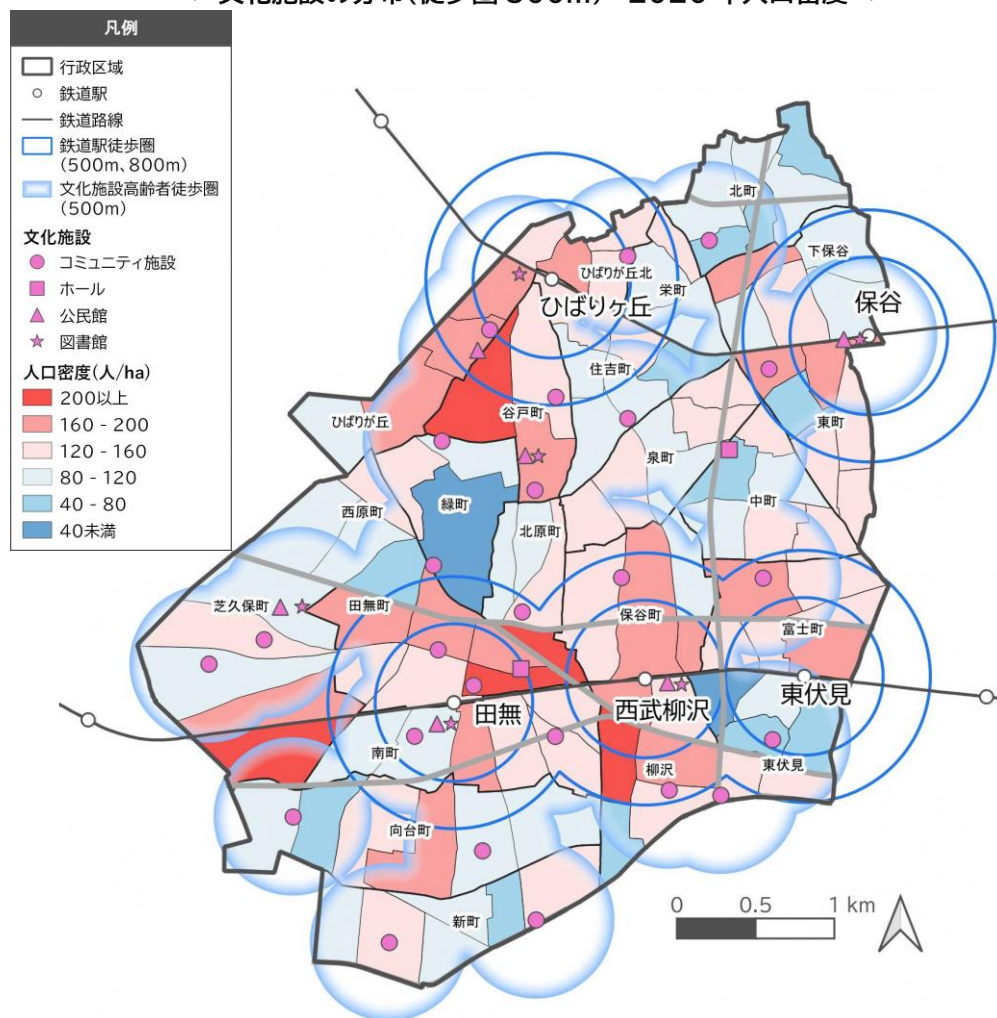 凡例
行政区域
鉄道駅
鉄道路線
鉄道駅徒歩圏
(500m、800m)
文化施設高齢者徒歩圏
(500m)
文化施設
コミュニティ施設
ホール
公民館
図書館
人口密度(人/ha)
200以上
160 - 200
120 - 160
80 - 120
40 - 80
40未満
北町
下保谷
ひばりが丘北
栄町
ひばりヶ丘
保谷
住吉町
谷戸町
ひばりが丘
東町
泉町
緑町
中町
西原町
北原町
芝久保町
田無町
保谷町
富士町
田無
西武柳沢
東伏見
南町
柳沢
東伏見
向台町
新町
0 0.5 1 km